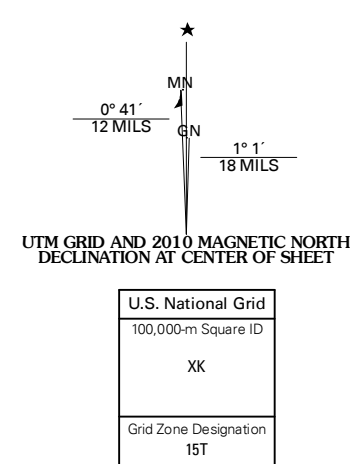 MN
0° 41´
12 MILS
GN
1° 1´
18 MILS
UTM GRID AND 2010 MAGNETIC NORTH
DECLINATION AT CENTER OF SHEET
U.S. National Grid
100,000-m Square ID
XK
Grid Zone Designation
15T